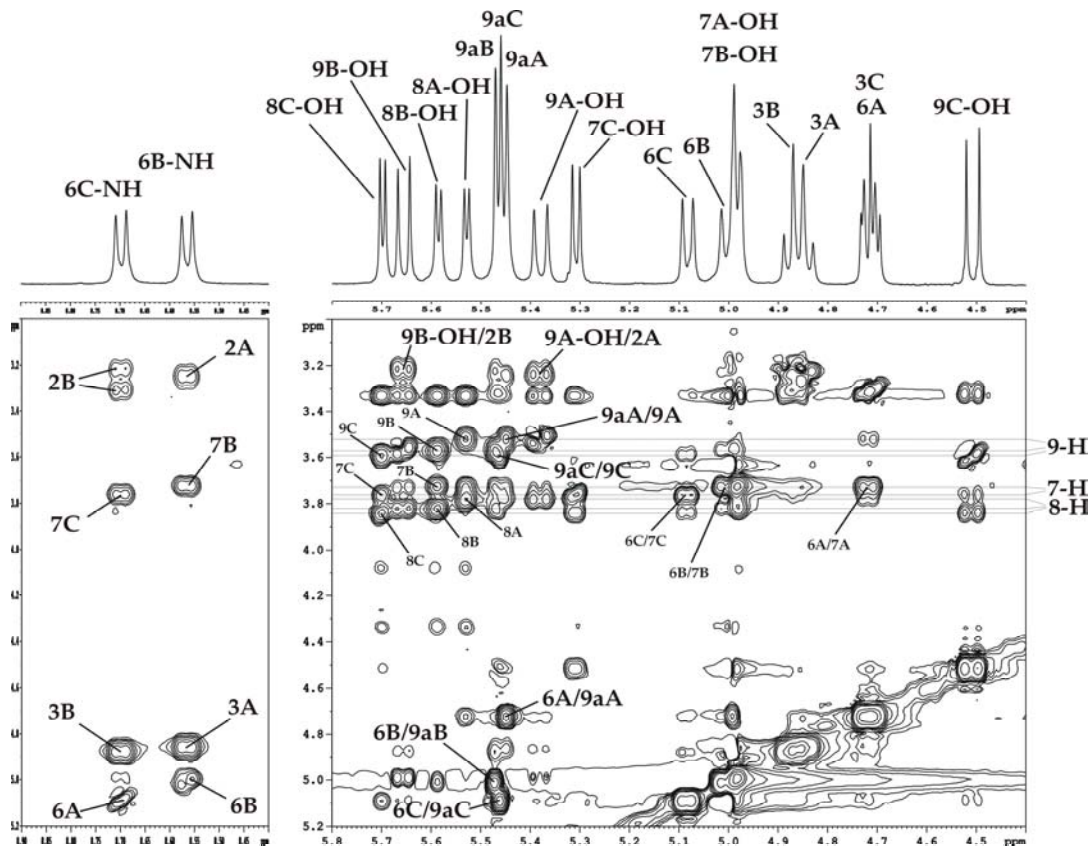 9aC
7A-OH
9aB
9aA
7B-OH
9B-OH
8A-OH
3C
8C-OH
8B-OH
9A-OH
3B
6A
9C-OH
7C-OH
3A
6B-NH
6B
6C-NH
6C
5.7
5.6
5.5
5.4
5.3
5.2
5.1
5.0
4.9
4.8
4.7
4.6
4.5
ppm
ppm
9B-OH/2B
9A-OH/2A
3.2
2A
2B
3.4
9A
9aA/9A
9B
9C
9-H
3.6
9aC/9C
7B
7C
7B
7-H
3.8
7C
8-H
8C
8B
8A
6C/7C
6B/7B
6A/7A
4.0
4.2
4.4
4.6
6A/9aA
3B
3A
6B/9aB
4.8
5.0
6A
6B
6C/9aC
5.2
5.8
5.7
5.6
5.5
5.4
5.3
5.2
5.1
5.0
4.9
4.8
4.7
4.6
4.5
ppm